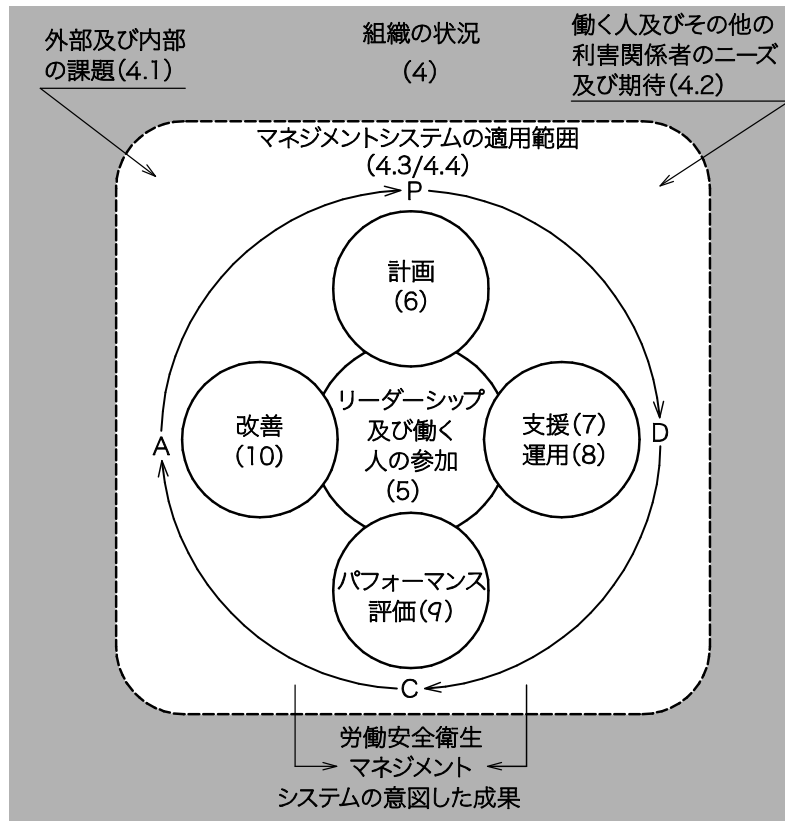 外部及び内部
の課題(4.1)
組織の状況
(4)
働く人及びその他の
利害関係者のニーズ
及び期待(4.2)
マネジメントシステムの適用範囲
(4.3/4.4)
P
計画
(6)
リーダーシップ
及び働く
人の参加
(5)
改善
(10)
支援(7)
運用(8)
A
D
パフォーマンス
評価(9)
C
労働安全衛生
マネジメント
システムの意図した成果